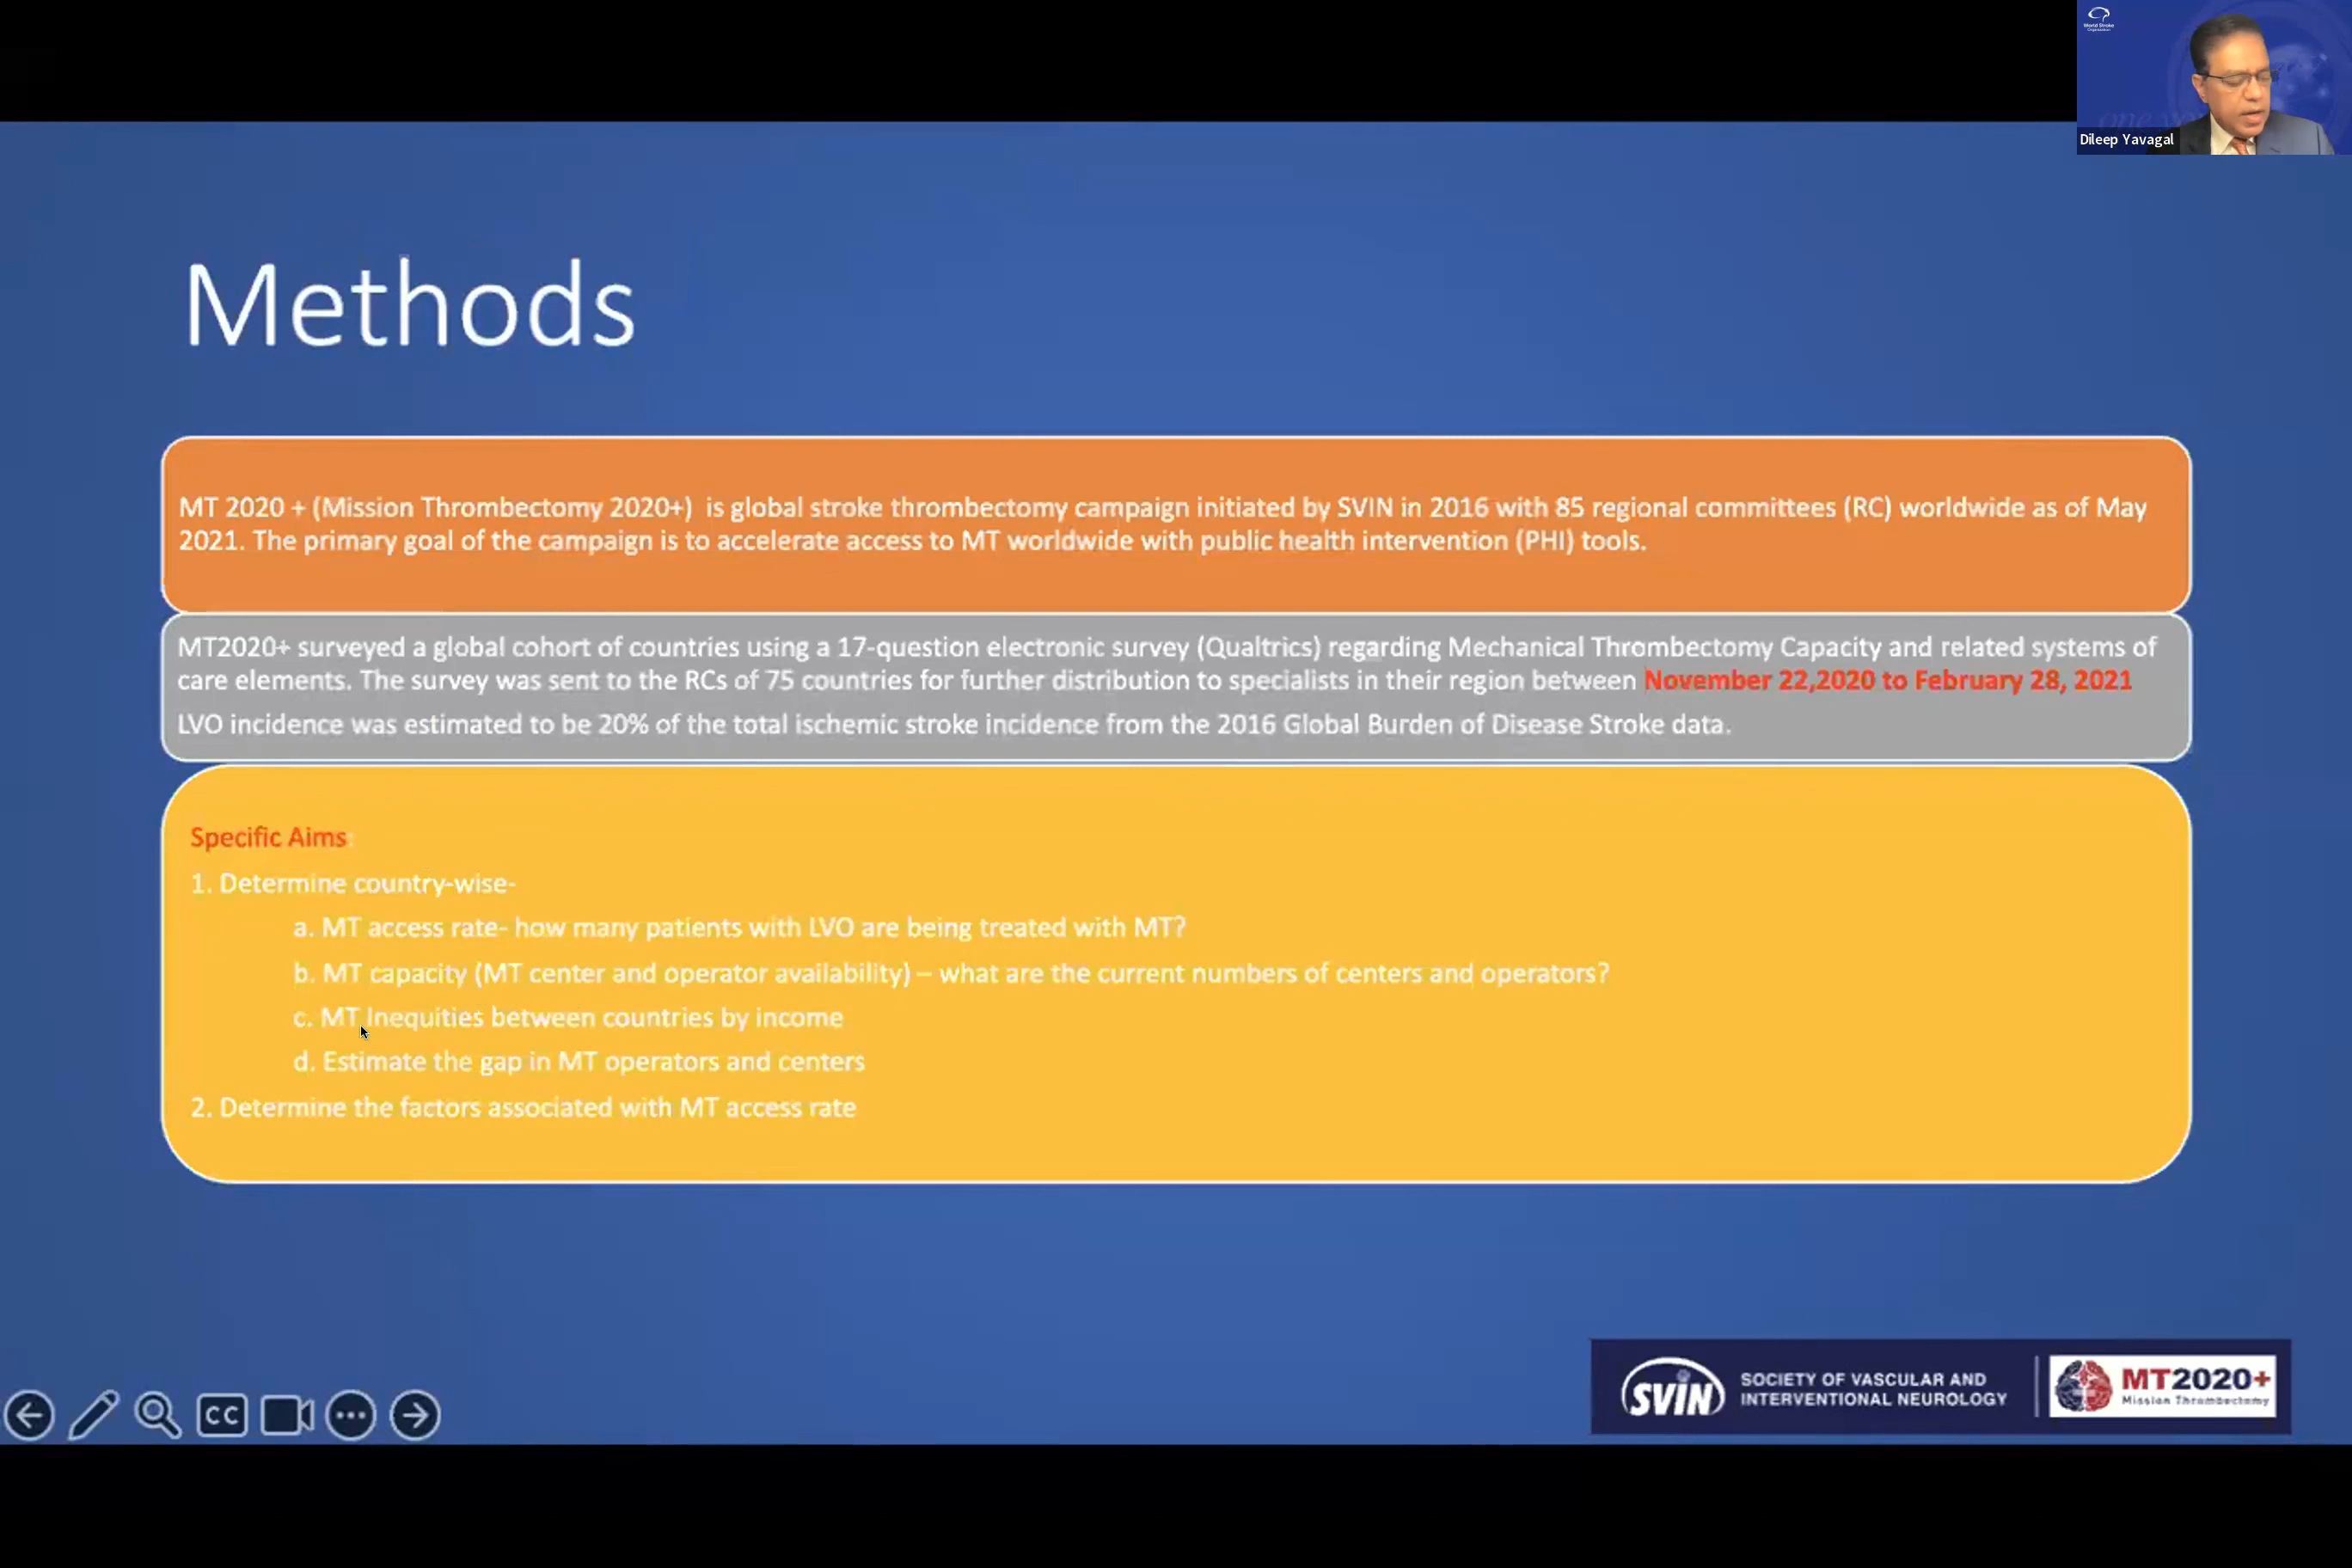 World Stroke
Organization
Dileep Yavagal
Methods
MT 2020 + (Mission Thrombectomy 2020+) is global stroke thrombectomy campaign initiated by SVIN in 2016 with 85 regional committees (RC) worldwide as of May
2021. The primary goal of the campaign is to accelerate access to MT worldwide with public health intervention (PHI) tools.
MT2020+ surveyed a global cohort of countries using a 17-question electronic survey (Qualtrics) regarding Mechanical Thrombectomy Capacity and related systems of
care elements. The survey was sent to the RCs of 75 countries for further distribution to specialists in their region between November 22,2020 to February 28, 2021
LVO incidence was estimated to be 20% of the total ischemic stroke incidence from the 2016 Global Burden of Disease Stroke data.
Specific Aims:
1. Determine country-wise-
a. MT access rate- how many patients with LVO are being treated with MT?
b. MT capacity (MT center and operator availability) – what are the current numbers of centers and operators?
c. MT Inequities between countries by income
d. Estimate the gap in MT operators and centers
2. Determine the factors associated with MT access rate
CC
SVIN
SOCIETY OF VASCULAR AND
INTERVENTIONAL NEUROLOGY
MT2020+
Mission Thrombectomy